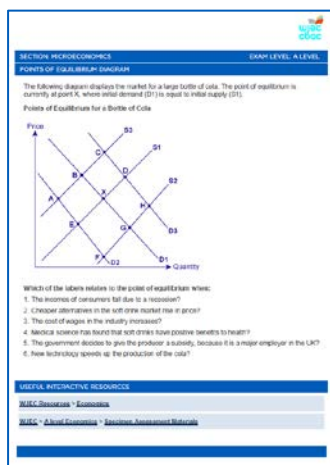 wjec
cbac
SECTION: MICROECONOMICS
EXAM LEVEL: A LEVEL
POINTS OF EQUILIBRIUM DIAGRAM
The following diagram displays the market for a large bottle of cola. The point of equilibrium is
currently at point X, where initial demand (D1) is equal to initial supply (S1).
Points of Equilibrium for a Bottle of Cola
Price
S3
S1
C
B
D
S2
A
X
H
E
G
D3
F
D2
D1
Quantity
Which of the labels relates to the point of equilibrium when:
1. The incomes of consumers fall due to a recession?
2. Cheaper alternatives in the soft drink market rise in price?
3. The cost of wages in the industry increases?
4. Medical science has found that soft drinks have positive benefits to health?
5. The government decides to give the producer a subsidy, because it is a major employer in the UK?
6. New technology speeds up the production of the cola?
USEFUL INTERACTIVE RESOURCES
WJEC Resources > Economics
WJEC > A level Economics > Specimen Assessment Materials